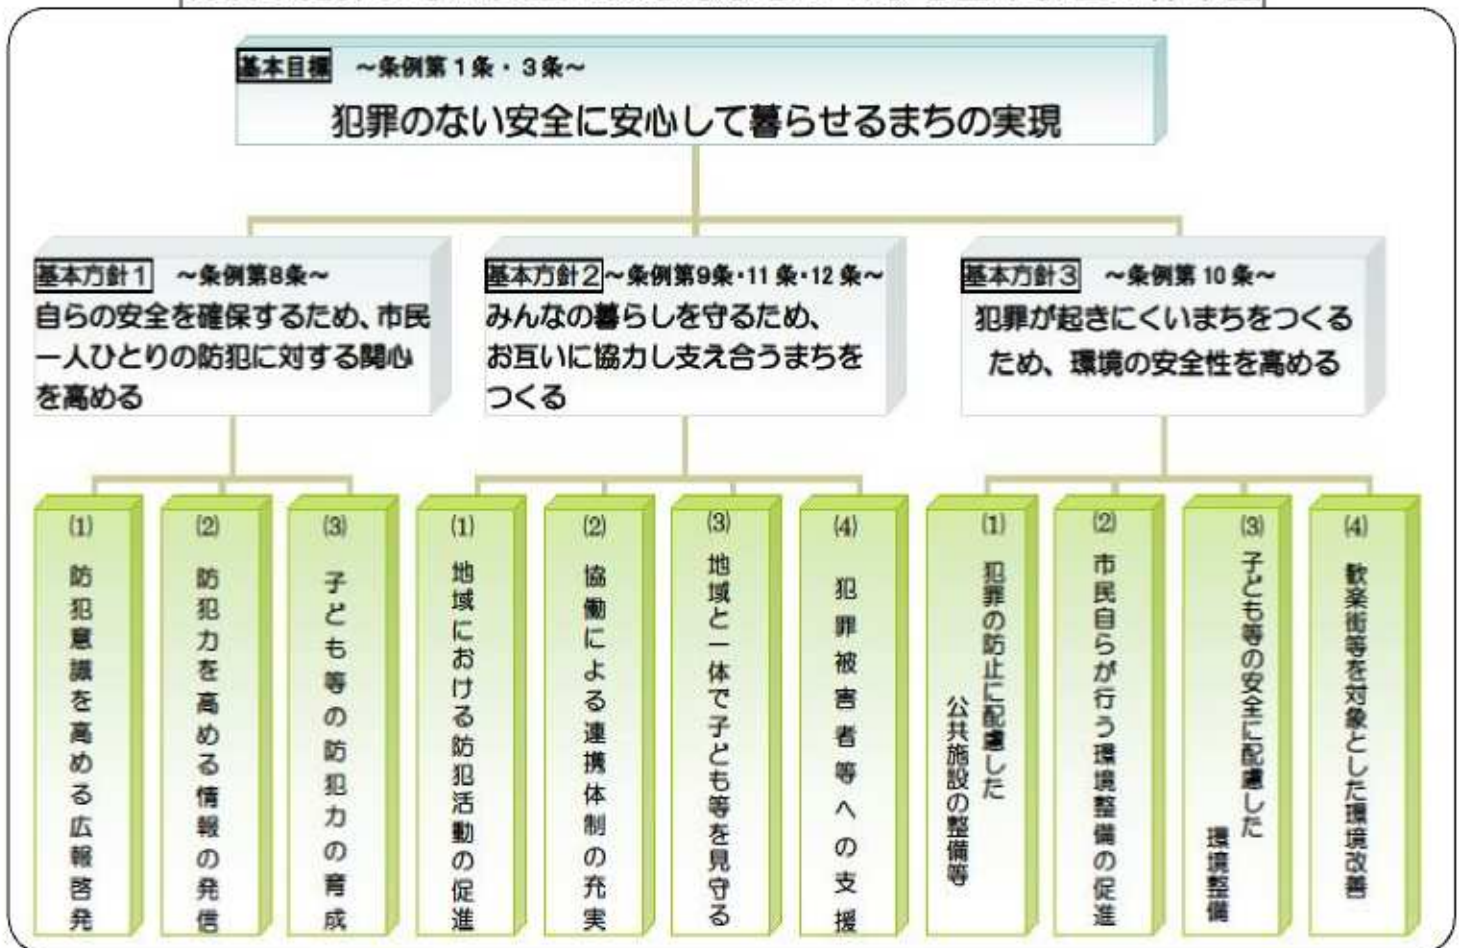 基本目標 ～条例第1条・3条～
犯罪のない安全に安心して暮らせるまちの実現
基本方針1 ～条例第8条～
自らの安全を確保するため、市民
一人ひとりの防犯に対する関心
を高める
基本方針2～条例第9条・11条・12条～
みんなの暮らしを守るため、
お互いに協力し支え合うまちを
つくる
基本方針3 ～条例第10条～
犯罪が起きにくいまちをつくる
ため、環境の安全性を高める
(1) 防犯意識を高める広報啓発
(2) 防犯力を高める情報の発信
(3) 子ども等の防犯力の育成
(1) 地域における防犯活動の促進
(2) 協働による連携体制の充実
(3) 地域と一体で子ども等を見守る
(4) 犯罪被害者等への支援
(1) 犯罪の防止に配慮した
公共施設の整備等
(2) 市民自らが行う環境整備の促進
(3) 子ども等の安全に配慮した
環境整備
(4) 歓楽街等を対象とした環境改善